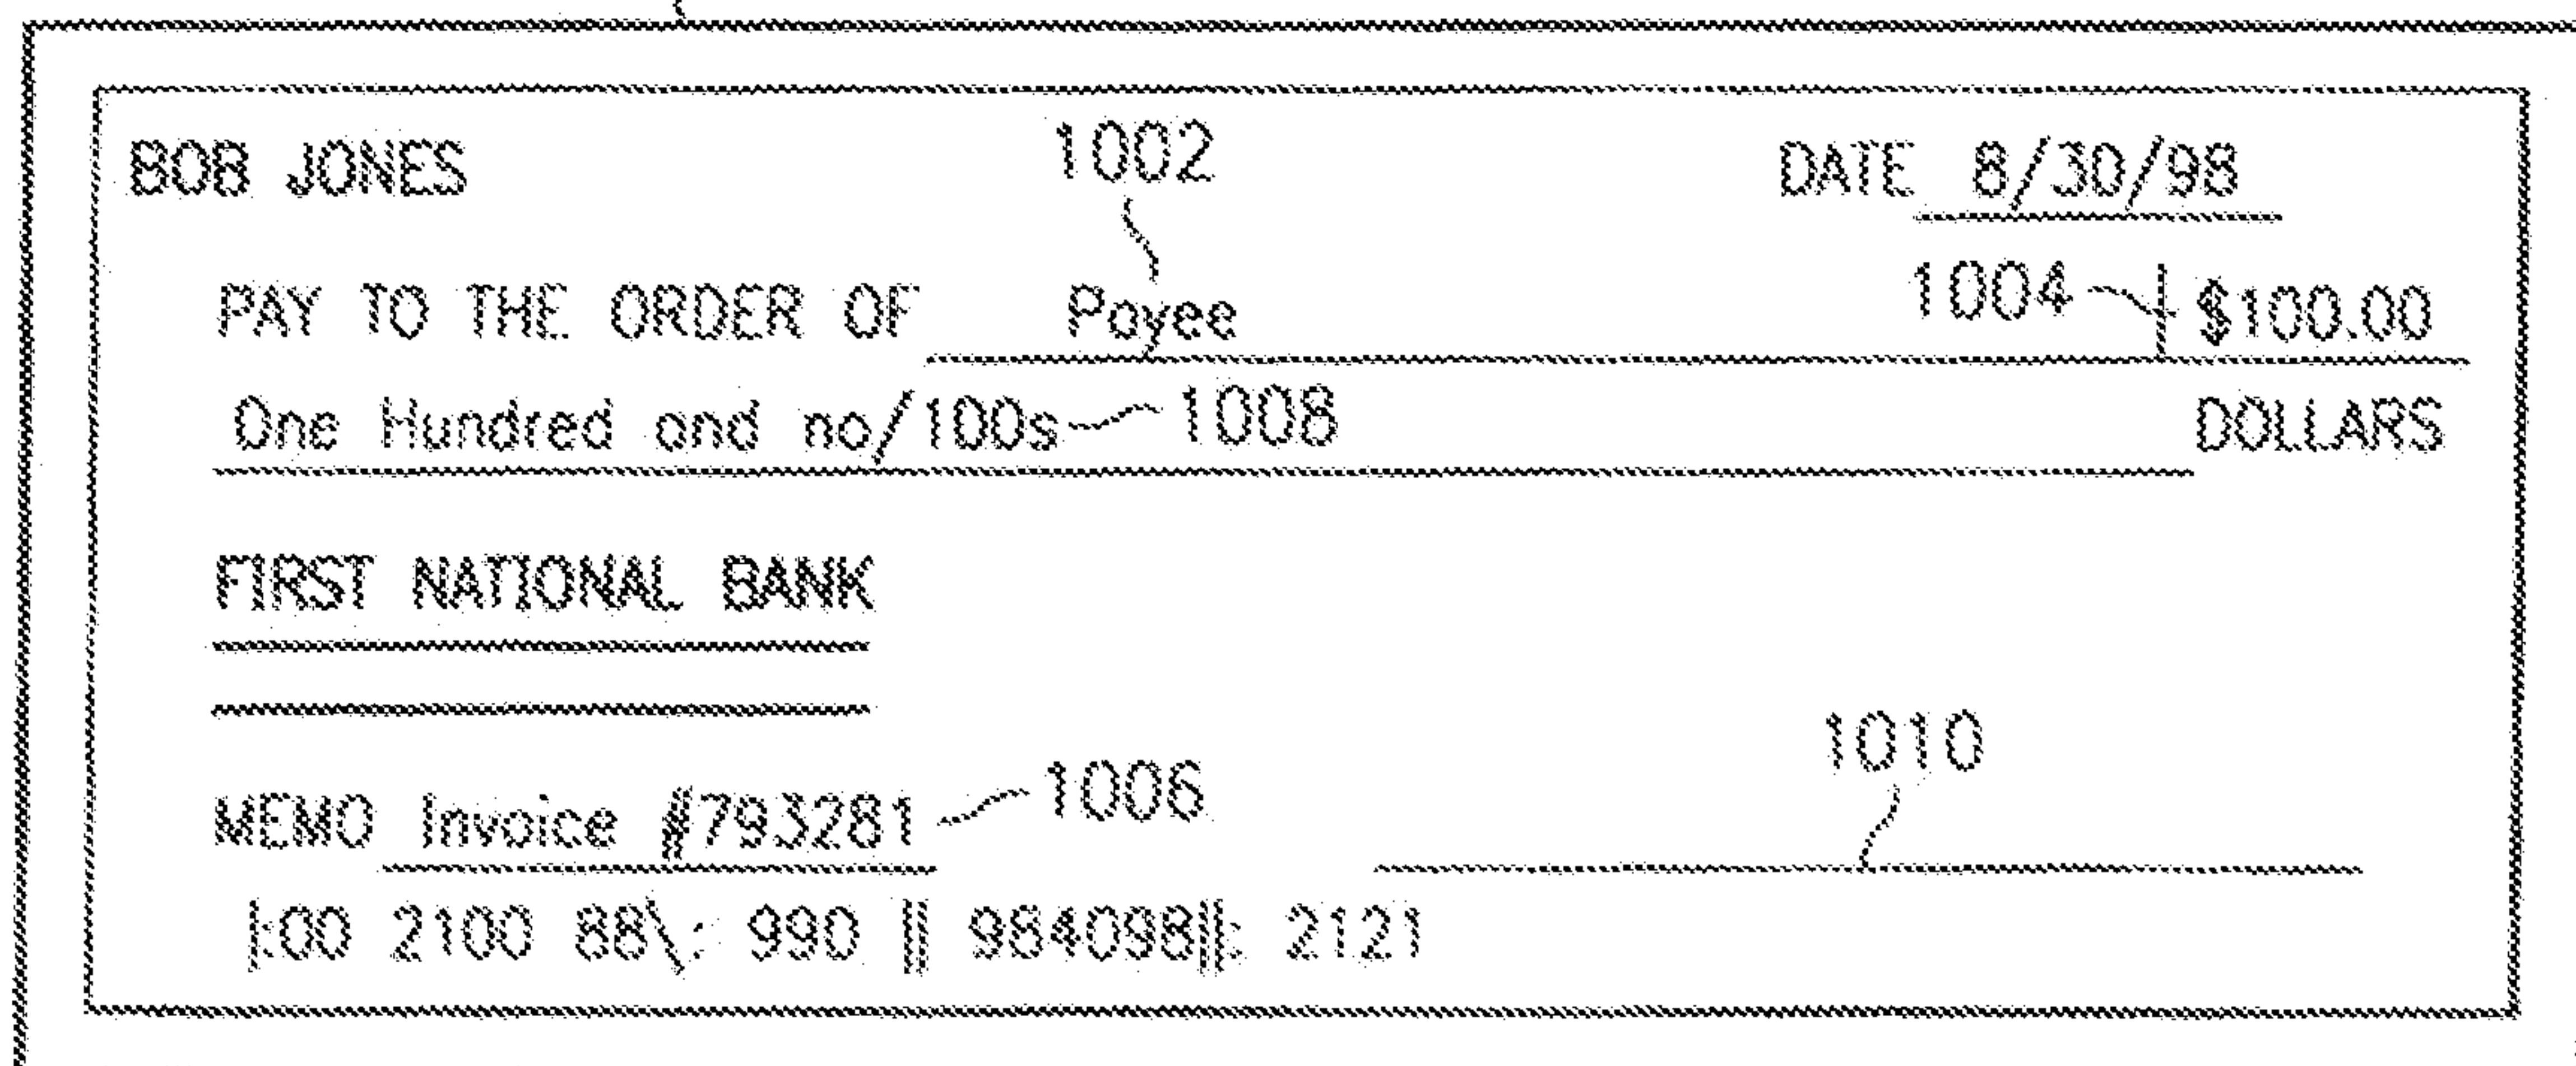 1002
BOB JONES DATE 8/30/98
PAY TO THE ORDER OF Payee 1004 $100.00
One Hundred and no/100s 1008 DOLLARS
FIRST NATIONAL BANK
1010
MEMO Invoice #793281 1006
|:00 2100 88\: 990 || 984098||: 2121